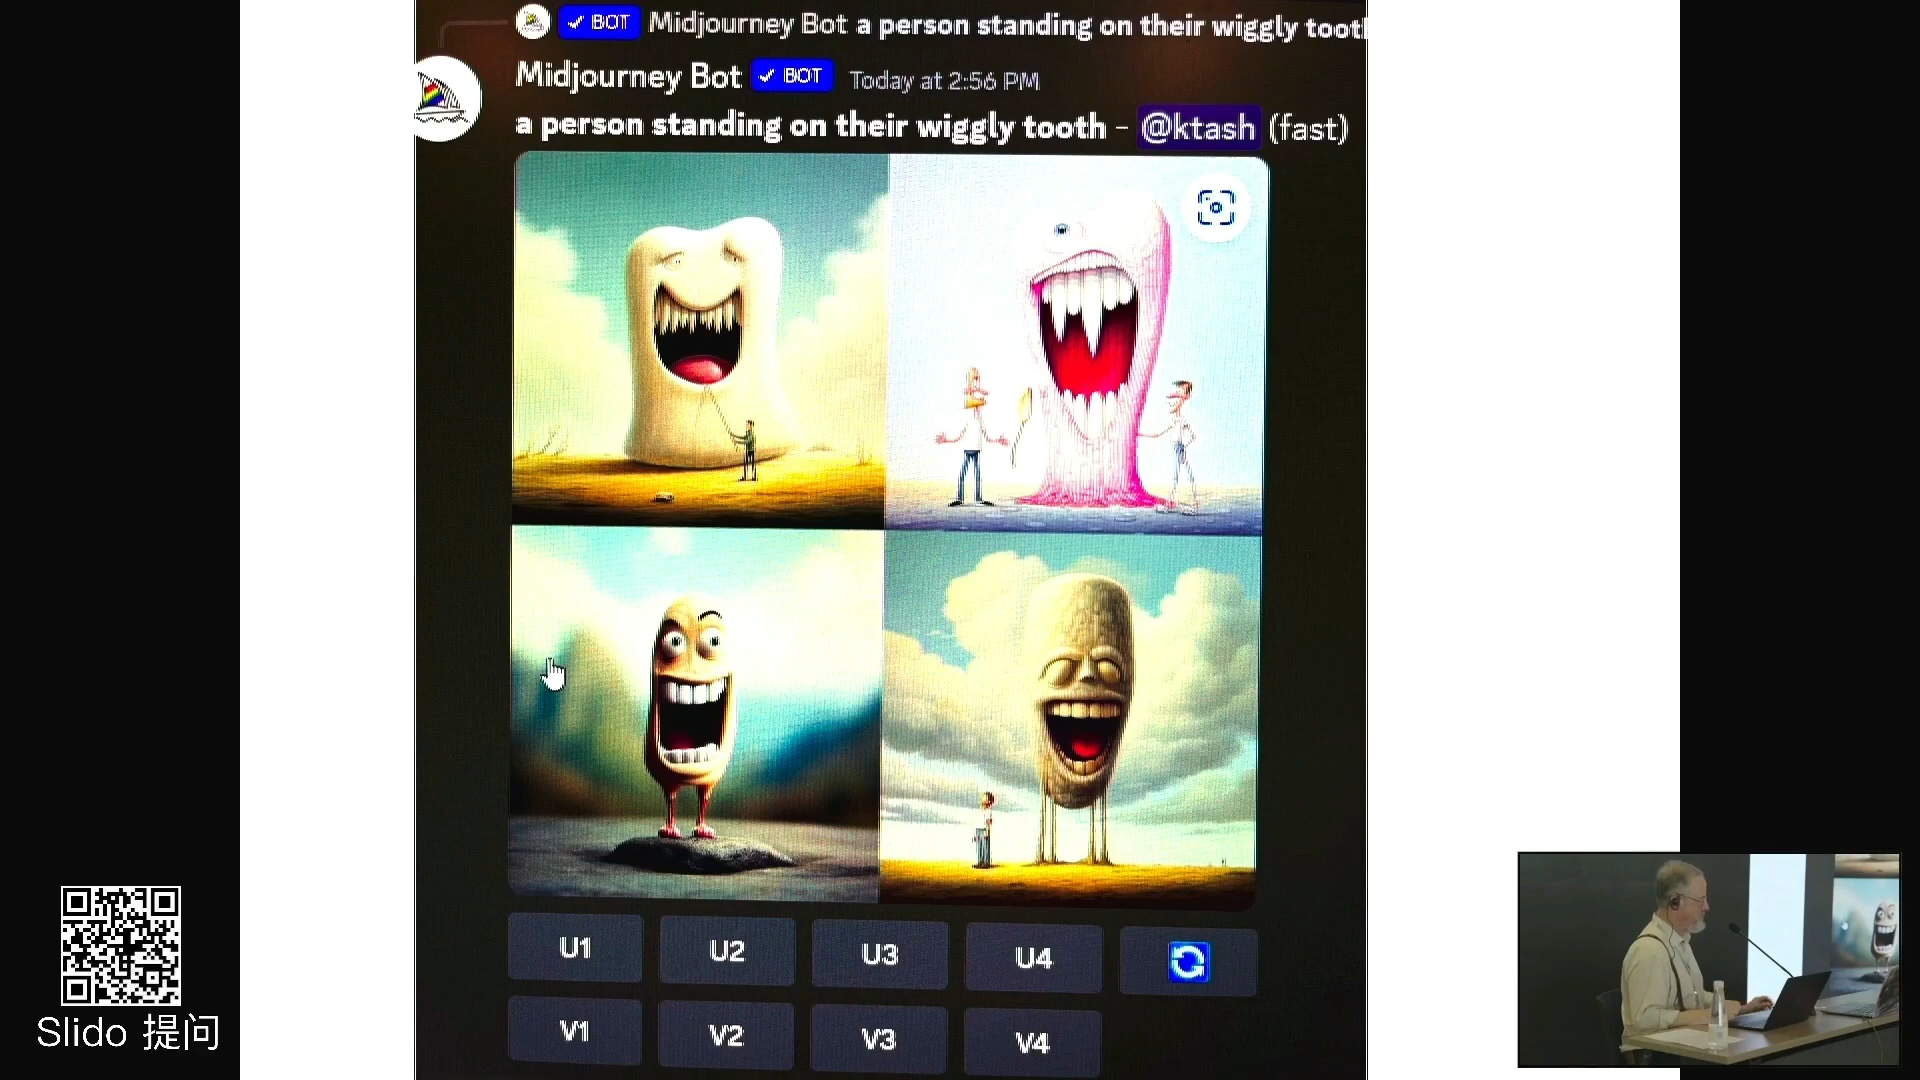 BOT Midjourney Bot a person standing on their wiggly tooth
Midjourney Bot BOT Today at 2:56 PM
a person standing on their wiggly tooth - @ktash (fast)
U1 U2 U3 U4
V1 V2 V3 V4
Slido 提问